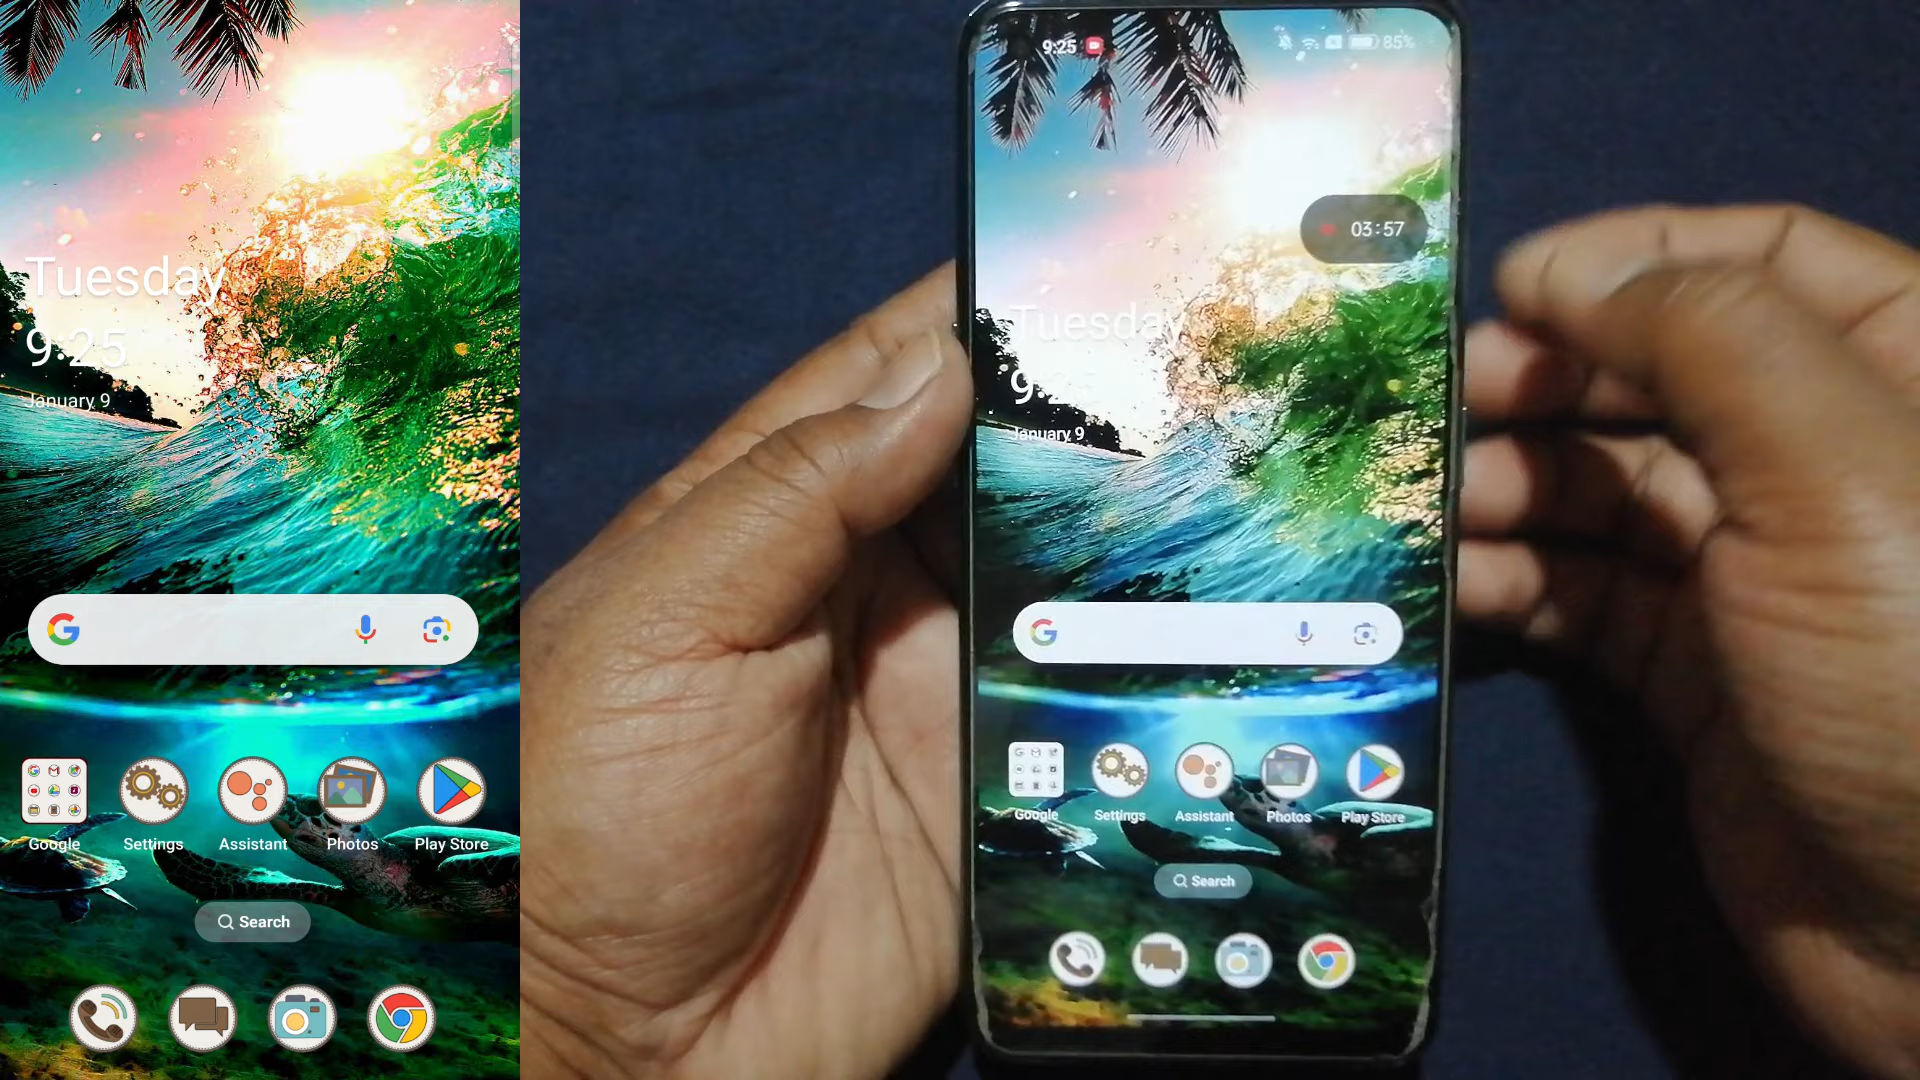 Tuesday
9:25
January 9
Google
Settings
Assistant
Photos
Play Store
Search
9:25
85%
03:57
Tuesday
January 9
Google
Settings
Assistant
Photos
Play Store
Search